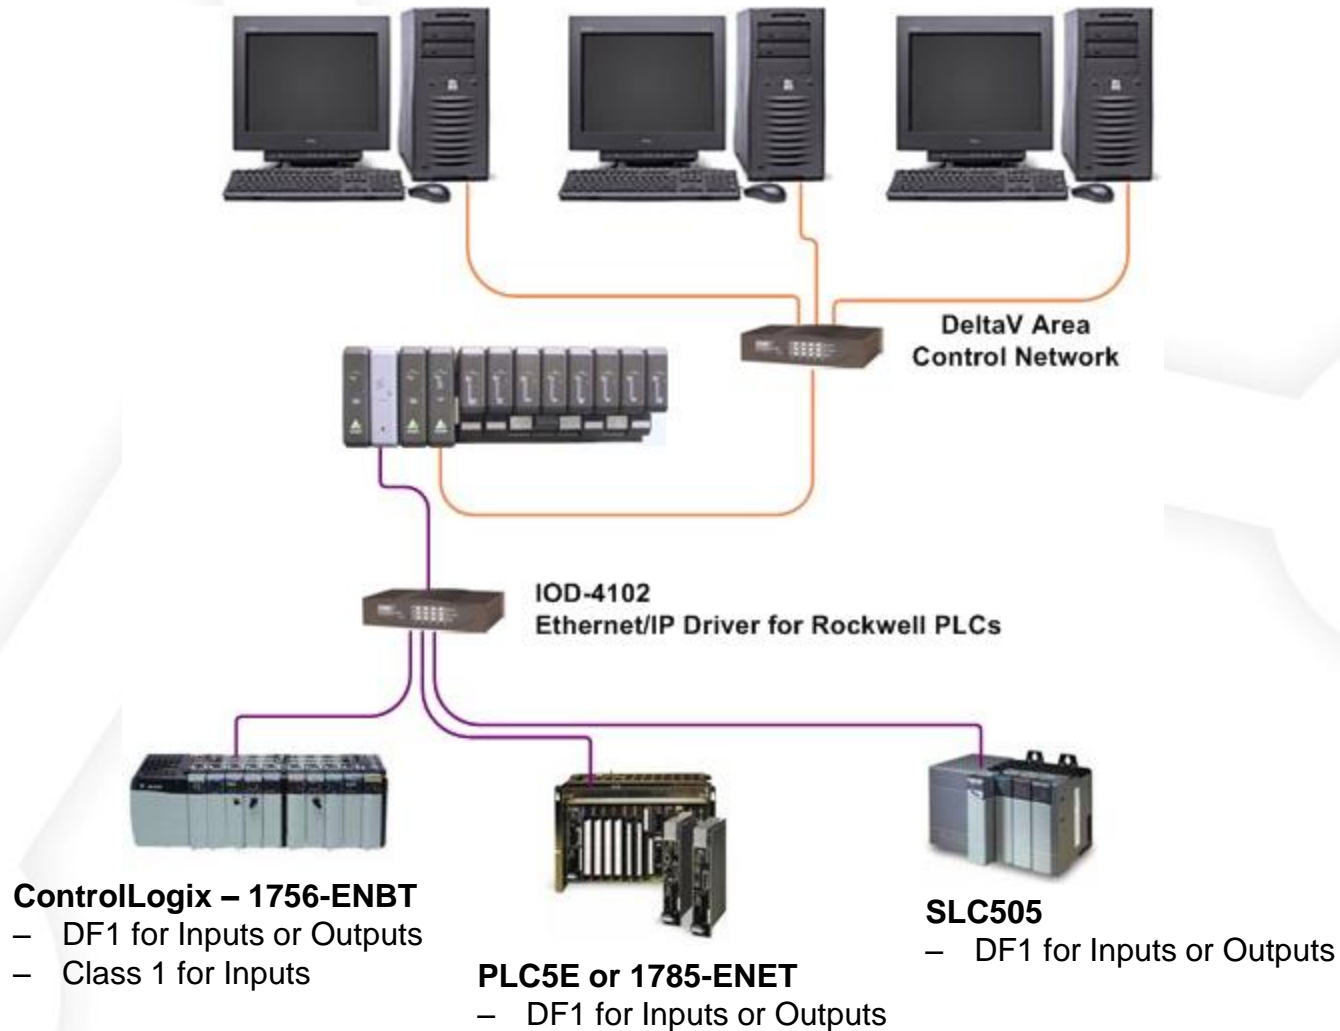 DeltaV Area
Control Network
IOD-4102
Ethernet/IP Driver for Rockwell PLCs
ControlLogix – 1756-ENBT
– DF1 for Inputs or Outputs
– Class 1 for Inputs
PLC5E or 1785-ENET
– DF1 for Inputs or Outputs
SLC505
– DF1 for Inputs or Outputs